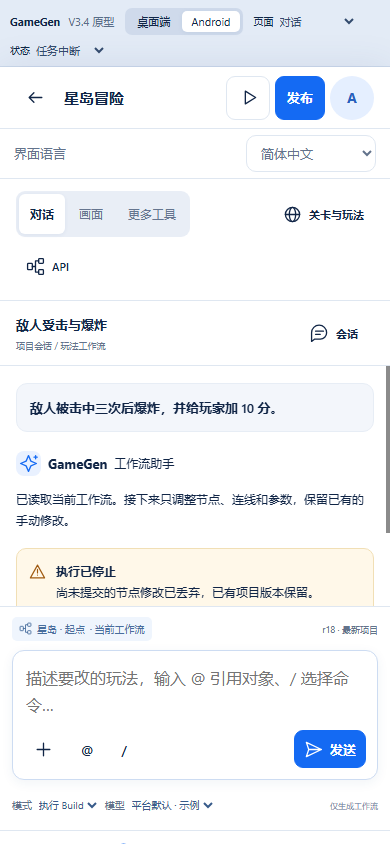 GameGen V3.4 原型 桌面端 Android 页面 对话
状态 任务中断
星岛冒险 发布 A
界面语言 简体中文
对话 画面 更多工具 关卡与玩法
API
敌人受击与爆炸
项目会话 / 玩法工作流
会话
敌人被击中三次后爆炸，并给玩家加 10 分。
GameGen 工作流助手
已读取当前工作流。接下来只调整节点、连线和参数，保留已有的
手动修改。
执行已停止
尚未提交的节点修改已丢弃，已有项目版本保留。
星岛 · 起点 · 当前工作流 r18 · 最新项目
描述要改的玩法，输入 @ 引用对象、/ 选择命
令...
@ / 发送
模式 执行 Build 模型 平台默认 · 示例 仅生成工作流